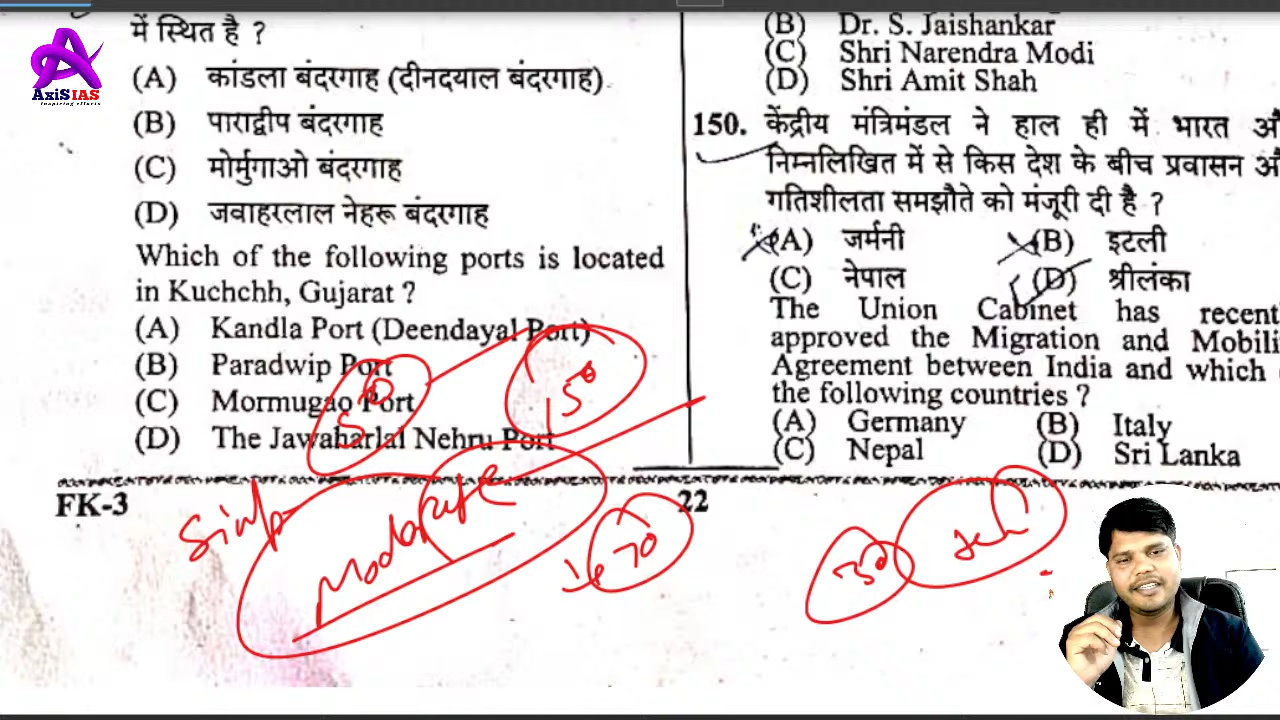 AxiSIAS
inspiring efforts
में स्थित है ?
(A) कांडला बंदरगाह (दीनदयाल बंदरगाह)
(B) पाराद्वीप बंदरगाह
(C) मोर्मुगाओ बंदरगाह
(D) जवाहरलाल नेहरू बंदरगाह
Which of the following ports is located
in Kuchchh, Gujarat ?
(A) Kandla Port (Deendayal Port)
(B) Paradwip Port
(C) Mormugao Port
(D) The Jawaharlal Nehru Port
FK-3
22
(B) Dr. S. Jaishankar
(C) Shri Narendra Modi
(D) Shri Amit Shah
150. केंद्रीय मंत्रिमंडल ने हाल ही में भारत
निम्नलिखित में से किस देश के बीच प्रवासन
गतिशीलता समझौते को मंजूरी दी है ?
(A) जर्मनी (B) इटली
(C) नेपाल (D) श्रीलंका
The Union Cabinet has recent
approved the Migration and Mobili
Agreement between India and which
the following countries ?
(A) Germany (B) Italy
(C) Nepal (D) Sri Lanka